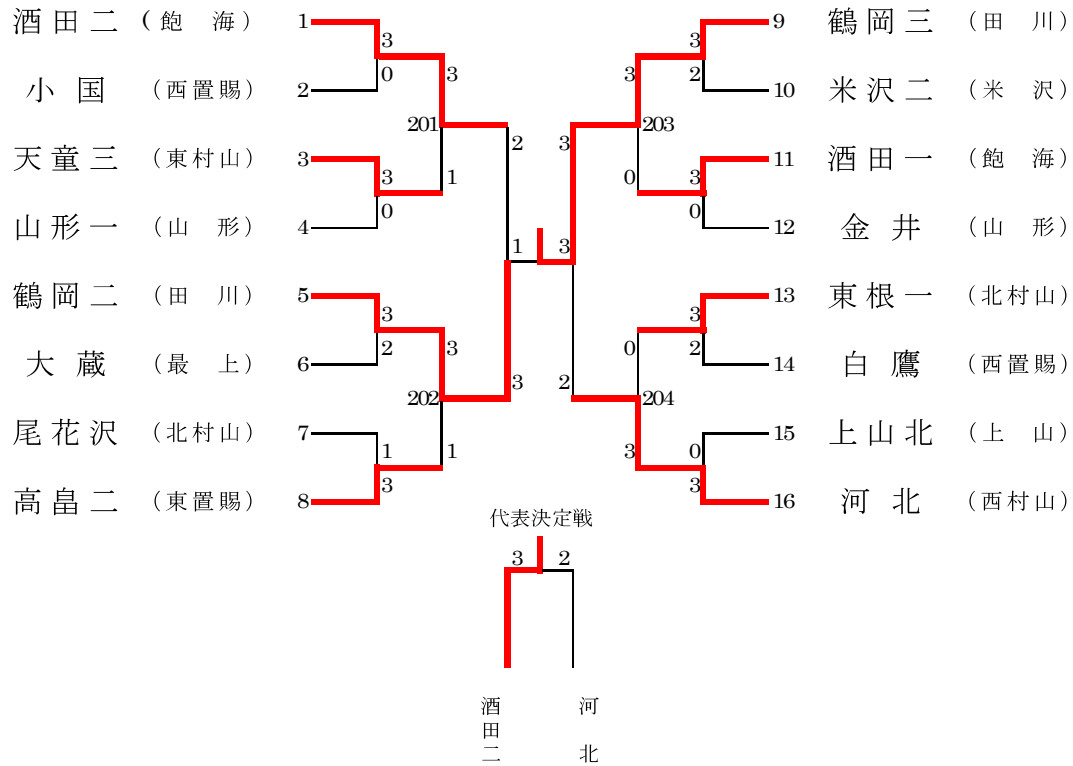 酒田二 (飽 海) 1 9 鶴岡三 (田 川)
3 3
小国 (西置賜) 2 0 3 3 2 10 米沢二 (米 沢)
201 203
天童三 (東村山) 3 2 3 11 酒田一 (飽 海)
3 1 0 3
山形一 (山 形) 4 0 0 12 金井 (山 形)
1 3
鶴岡二 (田 川) 5 13 東根一 (北村山)
3 3
大蔵 (最 上) 6 2 3 0 2 14 白鷹 (西置賜)
3 2
202 204
尾花沢 (北村山) 7 15 上山北 (上 山)
1 1 3 0
高畠二 (東置賜) 8 3 3 16 河北 (西村山)
代表決定戦
3 2
酒田二 河北